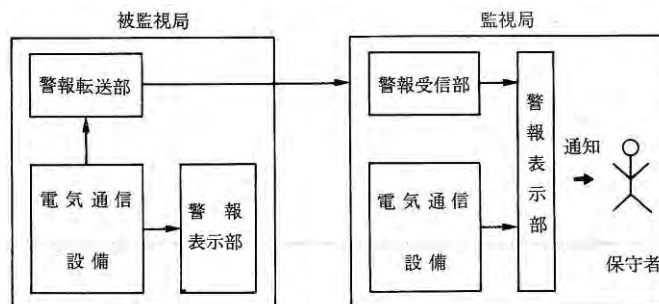 被監視局
監視局
警報転送部
電気通信
設備
警報
表示部
警報受信部
電気通信
設備
警報表示部
通知
保守者